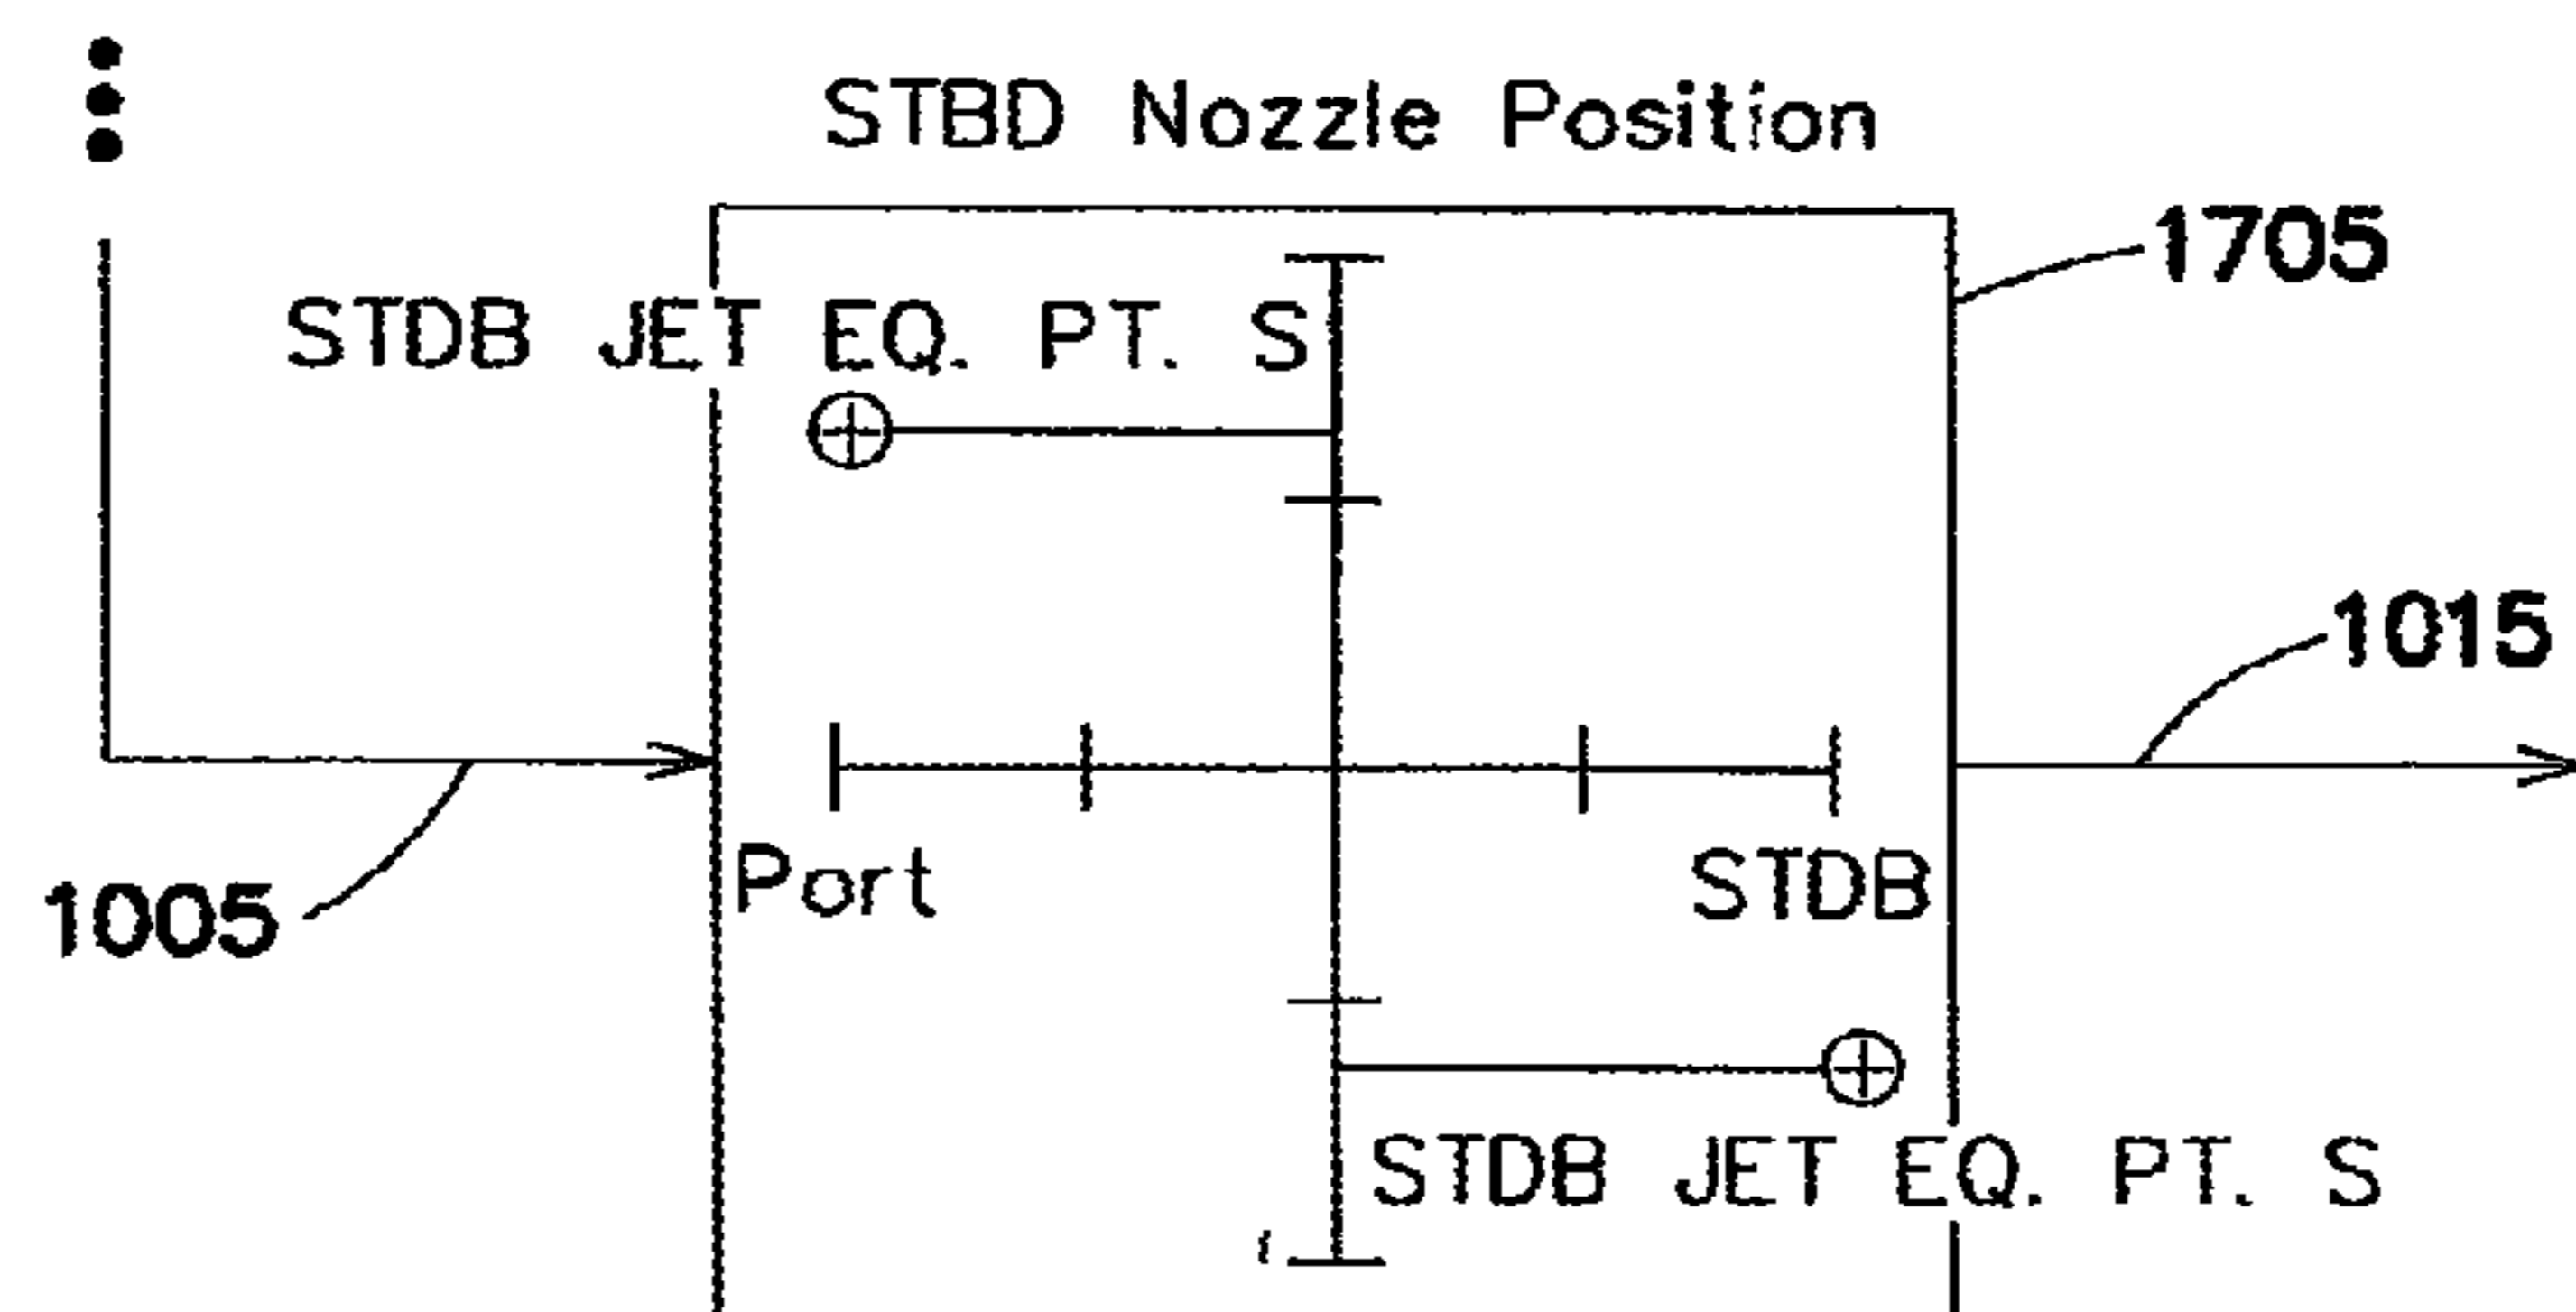 STBD Nozzle Position
1705
STDB JET EQ. PT. S
1015
Port
STDB
1005
STDB JET EQ. PT. S